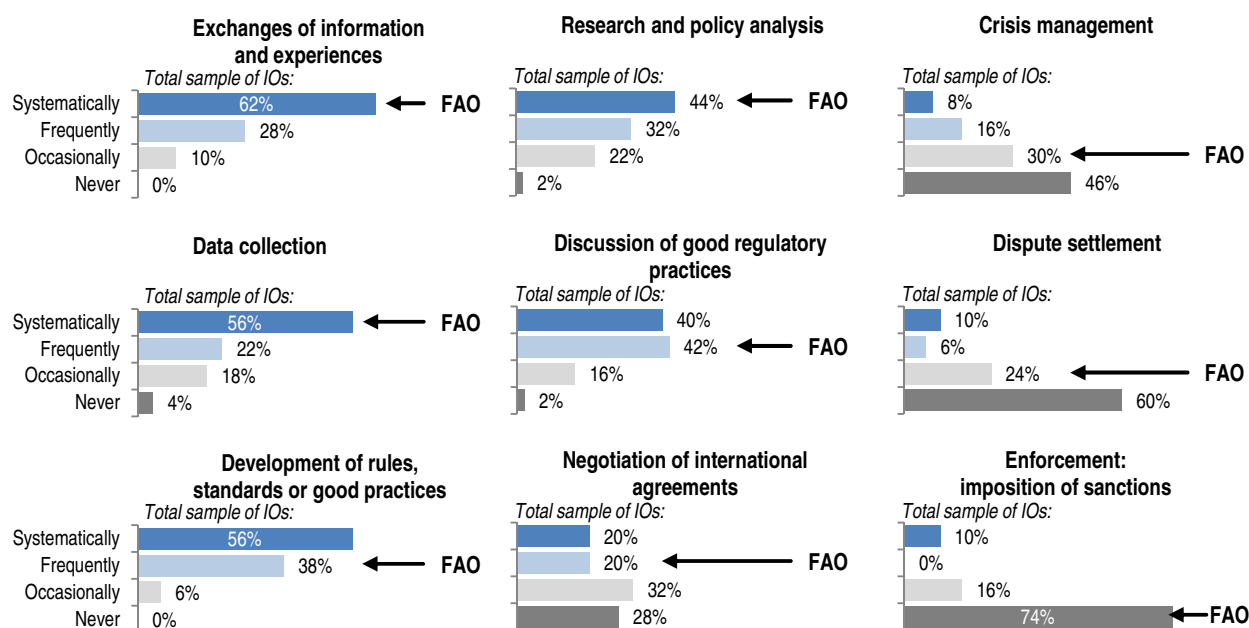 Exchanges of information
and experiences
Total sample of IOs:
Systematically 62% FAO
Frequently 28%
Occasionally 10%
Never 0%
Research and policy analysis
Total sample of IOs:
44% FAO
32%
22%
2%
Crisis management
Total sample of IOs:
8%
16%
30% FAO
46%
Data collection
Total sample of IOs:
Systematically 56% FAO
Frequently 22%
Occasionally 18%
Never 4%
Discussion of good regulatory
practices
Total sample of IOs:
40%
42% FAO
16%
2%
Dispute settlement
Total sample of IOs:
10%
6%
24% FAO
60%
Development of rules,
standards or good practices
Total sample of IOs:
Systematically 56%
Frequently 38% FAO
Occasionally 6%
Never 0%
Negotiation of international
agreements
Total sample of IOs:
20%
20% FAO
32%
28%
Enforcement:
imposition of sanctions
Total sample of IOs:
10%
0%
16%
74% FAO